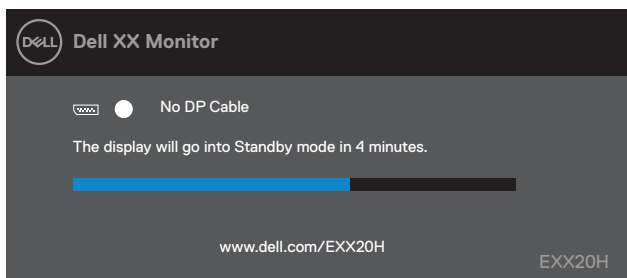 DELL
Dell XX Monitor
No DP Cable
The display will go into Standby mode in 4 minutes.
www.dell.com/EXX20H
EXX20H